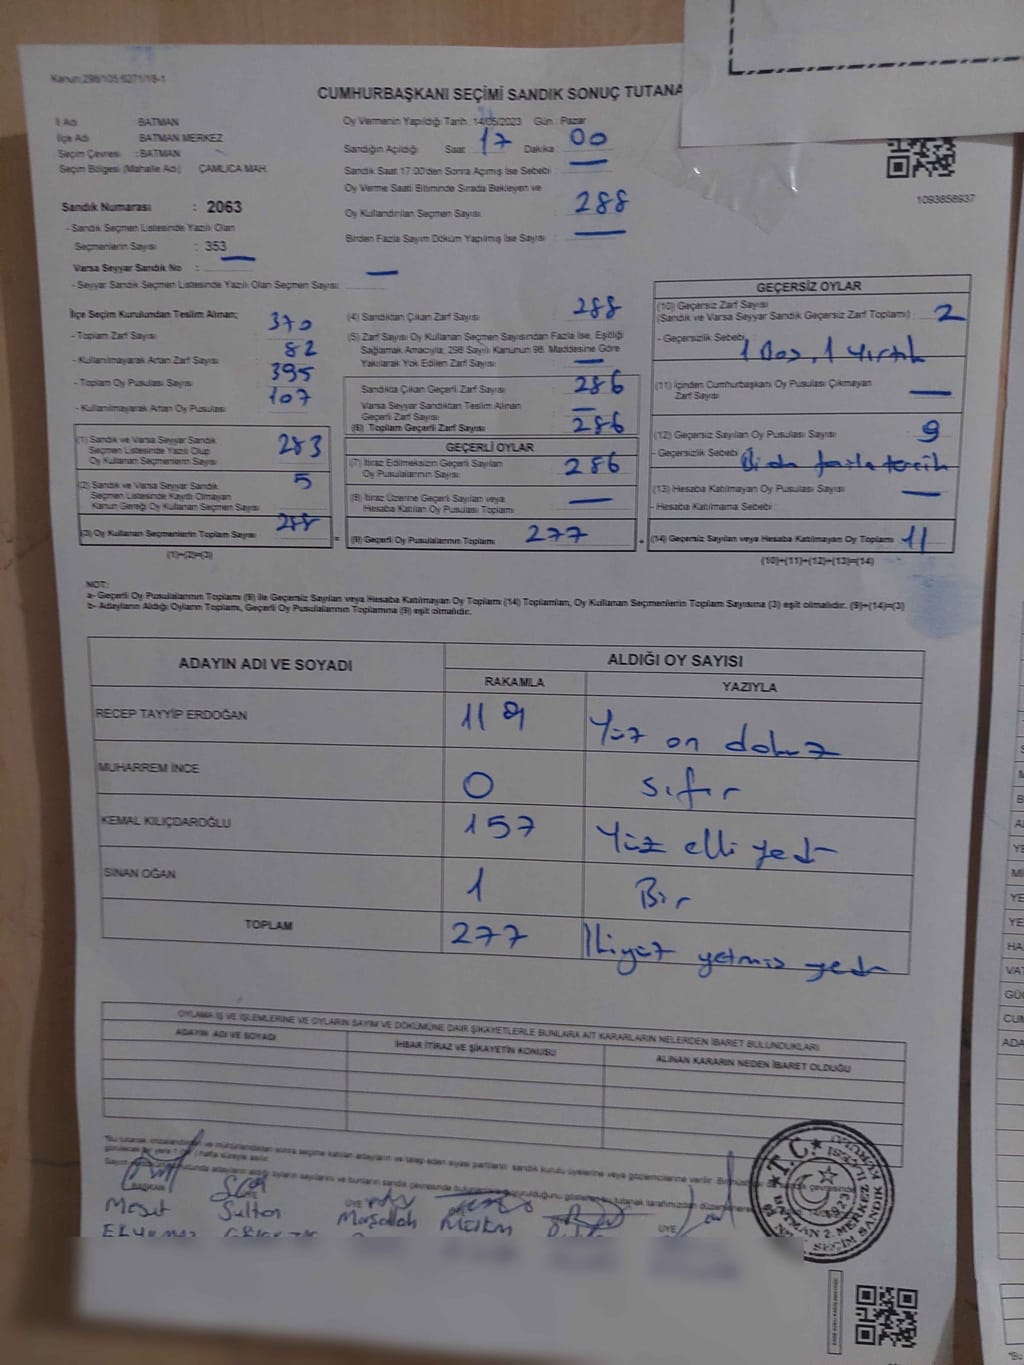 Kanun:298/105;6271/18-1
CUMHURBAŞKANI SEÇİMİ SANDIK SONUÇ TUTANA
İl Adı BATMAN
İlçe Adı BATMAN MERKEZ
Seçim Çevresi : BATMAN
Seçim Bölgesi (Mahalle Adı) ÇAMLICA MAH.
Sandık Numarası : 2063
- Sandık Seçmen Listesinde Yazılı Olan
Seçmenlerin Sayısı : 353
Varsa Seyyar Sandık No : —
- Seyyar Sandık Seçmen Listesinde Yazılı Olan Seçmen Sayısı —
Oy Vermenin Yapıldığı Tarih : 14/05/2023 Gün : Pazar
Sandığın Açıldığı Saat 17 Dakika : 00
Sandık Saat 17:00'den Sonra Açılmış İse Sebebi : —
Oy Verme Saati Bitiminde Sırada Bekleyen ve
Oy Kullandırılan Seçmen Sayısı : 288
Birden Fazla Sayım Döküm Yapılmış İse Sayısı : —
1093858937
İlçe Seçim Kurulundan Teslim Alınan;
- Toplam Zarf Sayısı : 370
- Kullanılmayarak Artan Zarf Sayısı : 82
- Toplam Oy Pusulası Sayısı : 395
- Kullanılmayarak Artan Oy Pusulası : 107
(1) Sandık ve Varsa Seyyar Sandık
Seçmen Listesinde Yazılı Olup
Oy Kullanan Seçmenlerin Sayısı : 283
(2) Sandık ve Varsa Seyyar Sandık
Seçmen Listesinde Kayıtlı Olmayan
Kanun Gereği Oy Kullanan Seçmen Sayısı : 5
(3) Oy Kullanan Seçmenlerin Toplam Sayısı 288
(1)+(2)=(3)
(4) Sandıktan Çıkan Zarf Sayısı : 288
(5) Zarf Sayısı Oy Kullanan Seçmen Sayısından Fazla İse, Eşitliği
Sağlamak Amacıyla; 298 Sayılı Kanunun 98. Maddesine Göre
Yakılarak Yok Edilen Zarf Sayısı : —
Sandıkta Çıkan Geçerli Zarf Sayısı : 286
Varsa Seyyar Sandıktan Teslim Alınan
Geçerli Zarf Sayısı : —
(6) Toplam Geçerli Zarf Sayısı : 286
GEÇERLİ OYLAR
(7) İtiraz Edilmeksizin Geçerli Sayılan
Oy Pusulalarının Sayısı : 286
(8) İtiraz Üzerine Geçerli Sayılan veya
Hesaba Katılan Oy Pusulası Toplamı : —
(9) Geçerli Oy Pusulalarının Toplamı 277
GEÇERSİZ OYLAR
(10) Geçersiz Zarf Sayısı
(Sandık ve Varsa Seyyar Sandık Geçersiz Zarf Toplamı) : 2
- Geçersizlik Sebebi : 1 Boş, 1 Yırtık
(11) İçinden Cumhurbaşkanı Oy Pusulası Çıkmayan
Zarf Sayısı : —
(12) Geçersiz Sayılan Oy Pusulası Sayısı : 9
- Geçersizlik Sebebi : Birden fazla tercih
(13) Hesaba Katılmayan Oy Pusulası Sayısı : —
- Hesaba Katılmama Sebebi :
(14) Geçersiz Sayılan veya Hesaba Katılmayan Oy Toplamı 11
(10)+(11)+(12)+(13)=(14)
NOT:
a- Geçerli Oy Pusulalarının Toplamı (9) ile Geçersiz Sayılan veya Hesaba Katılmayan Oy Toplamı (14) Toplamları, Oy Kullanan Seçmenlerin Toplam Sayısına (3) eşit olmalıdır. (9)+(14)=(3)
b- Adayların Aldığı Oyların Toplamı, Geçerli Oy Pusulalarının Toplamına (9) eşit olmalıdır.
ADAYIN ADI VE SOYADI ALDIĞI OY SAYISI
RAKAMLA YAZIYLA
RECEP TAYYİP ERDOĞAN 119 Yüz on dokuz
MUHARREM İNCE 0 sıfır
KEMAL KILIÇDAROĞLU 157 Yüz elli yedi
SİNAN OĞAN 1 Bir
TOPLAM 277 İkiyüz yetmiş yedi
OYLAMA İŞ VE İŞLEMLERİNE VE OYLARIN SAYIM VE DÖKÜMÜNE DAİR ŞİKAYETLERLE BUNLARA AİT KARARLARIN NELERDEN İBARET BULUNDUKLARI
ADAYIN ADI VE SOYADI İHBAR İTİRAZ VE ŞİKAYETİN KONUSU ALINAN KARARIN NEDEN İBARET OLDUĞU
BAŞKAN ÜYE ÜYE ÜYE
Mesut Sultan Maşallah
T.C.
BATMAN 2. MERKEZ